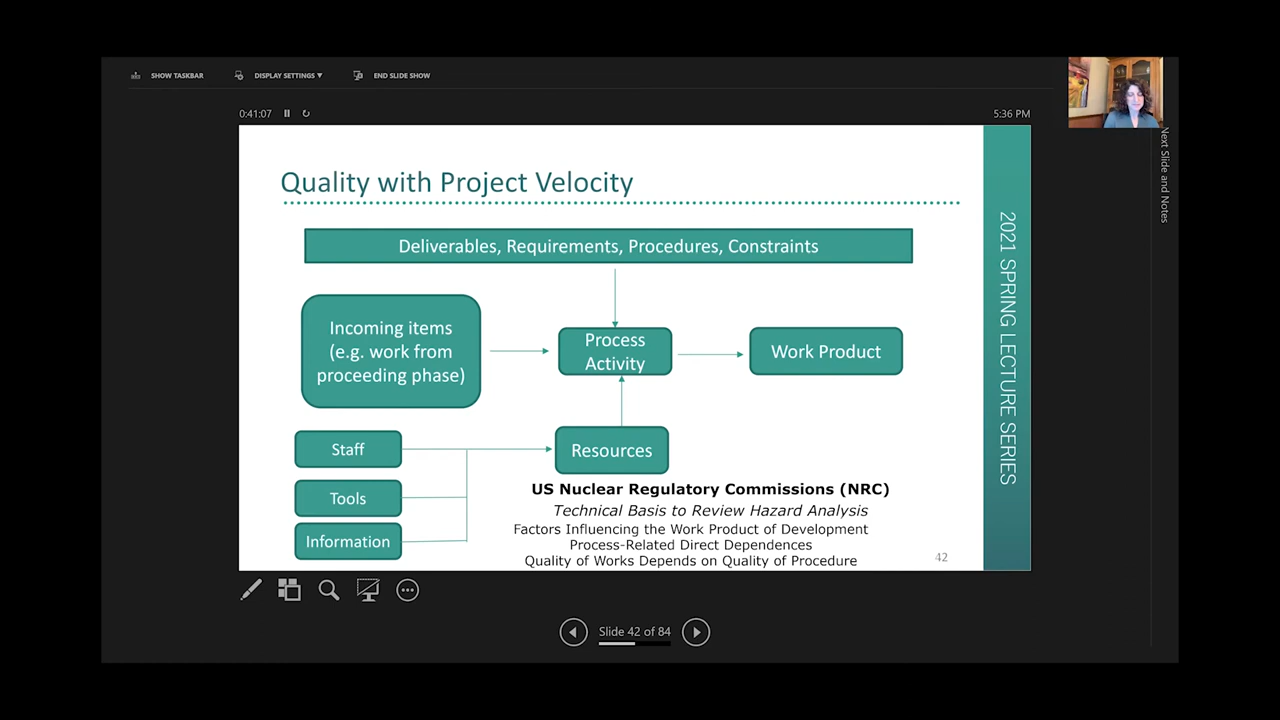 SHOW TASKBAR
DISPLAY SETTINGS ▼
END SLIDE SHOW
0:41:07
5:36 PM
Next Slide and Notes
Quality with Project Velocity
Deliverables, Requirements, Procedures, Constraints
Incoming items
(e.g. work from
proceeding phase)
Process
Activity
Work Product
Staff
Tools
Information
Resources
US Nuclear Regulatory Commissions (NRC)
Technical Basis to Review Hazard Analysis
Factors Influencing the Work Product of Development
Process-Related Direct Dependences
Quality of Works Depends on Quality of Procedure
42
2021 SPRING LECTURE SERIES
Slide 42 of 84